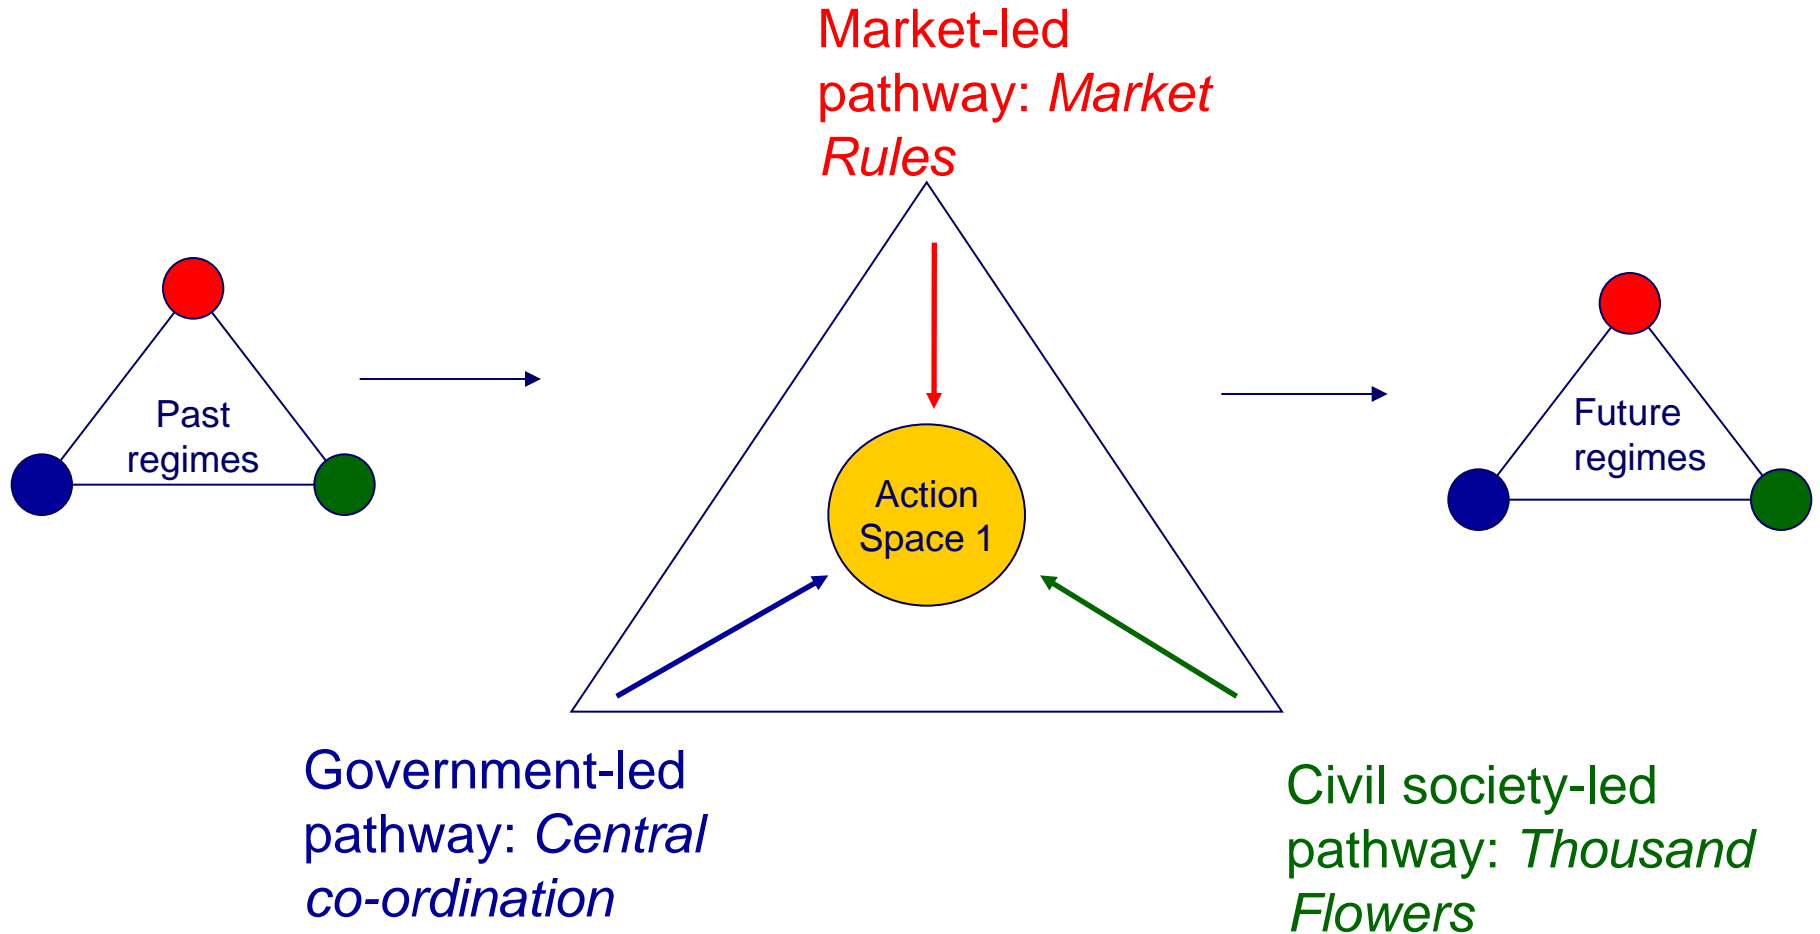 Market-led
pathway: Market
Rules
Past
regimes
Action
Space 1
Future
regimes
Government-led
pathway: Central
co-ordination
Civil society-led
pathway: Thousand
Flowers